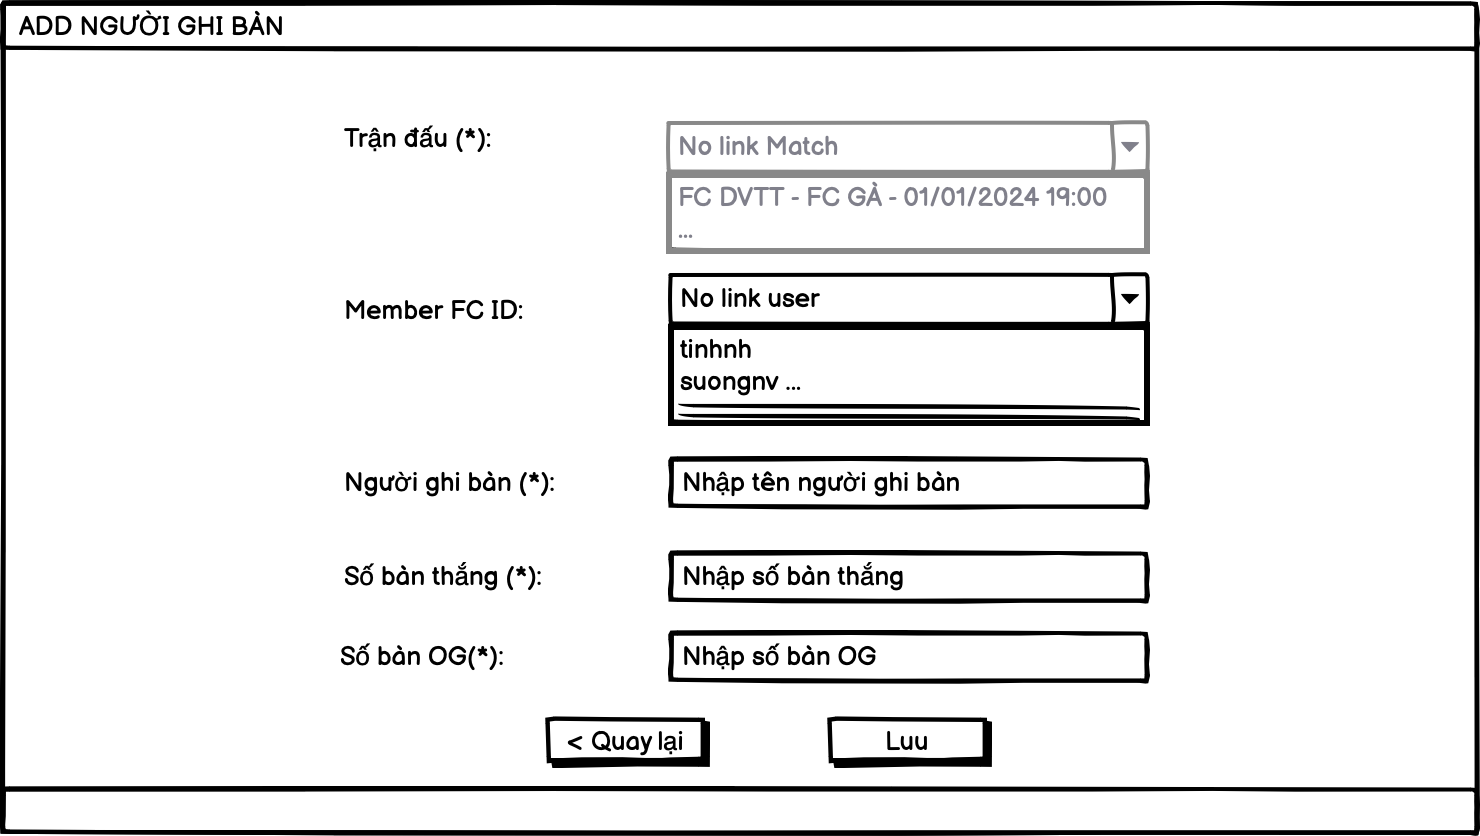 ADD NGƯỜI GHI BÀN
Trận đấu (*):
No link Match
FC DVTT - FC GÀ - 01/01/2024 19:00
...
Member FC ID:
No link user
tinhnh
suongnv ...
Người ghi bàn (*):
Nhập tên người ghi bàn
Số bàn thắng (*):
Nhập số bàn thắng
Số bàn OG(*):
Nhập số bàn OG
< Quay lại
Luu